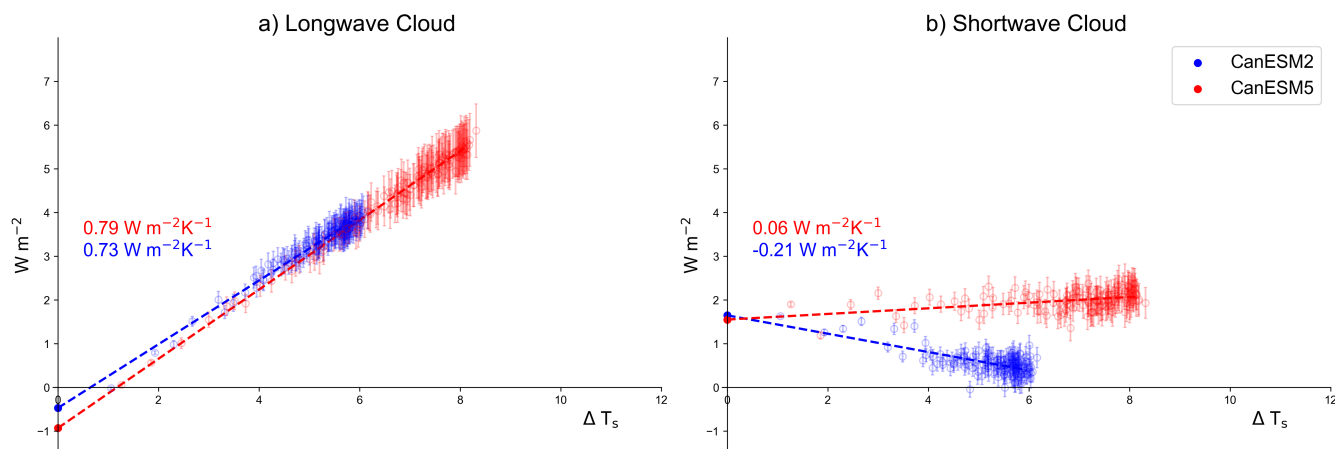 a) Longwave Cloud
W m⁻²
7
6
5
4
3
2
1
0
−1
0
2
4
6
8
10
12
0.79 W m⁻²K⁻¹
0.73 W m⁻²K⁻¹
Δ Tₛ
b) Shortwave Cloud
CanESM2
CanESM5
W m⁻²
7
6
5
4
3
2
1
0
−1
0
2
4
6
8
10
12
0.06 W m⁻²K⁻¹
-0.21 W m⁻²K⁻¹
Δ Tₛ